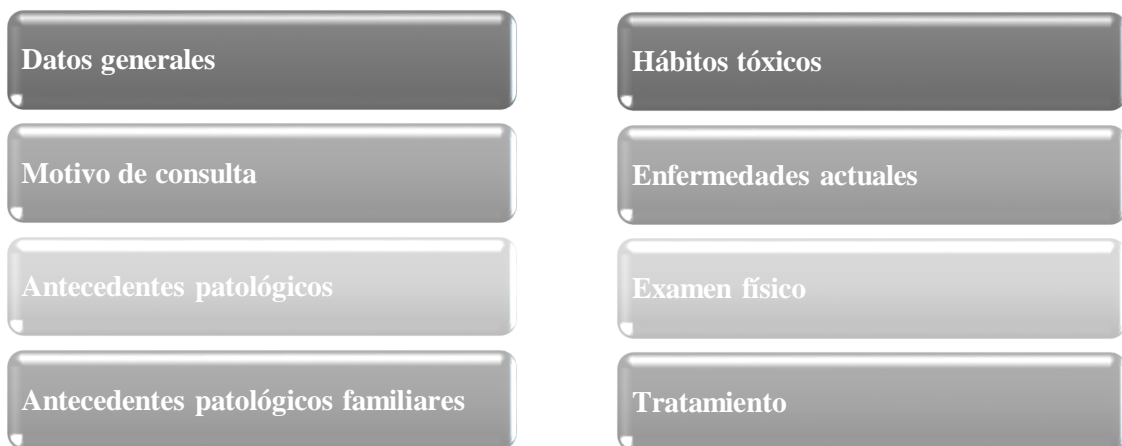 Datos generales
Motivo de consulta
Antecedentes patológicos
Antecedentes patológicos familiares
Hábitos tóxicos
Enfermedades actuales
Examen físico
Tratamiento